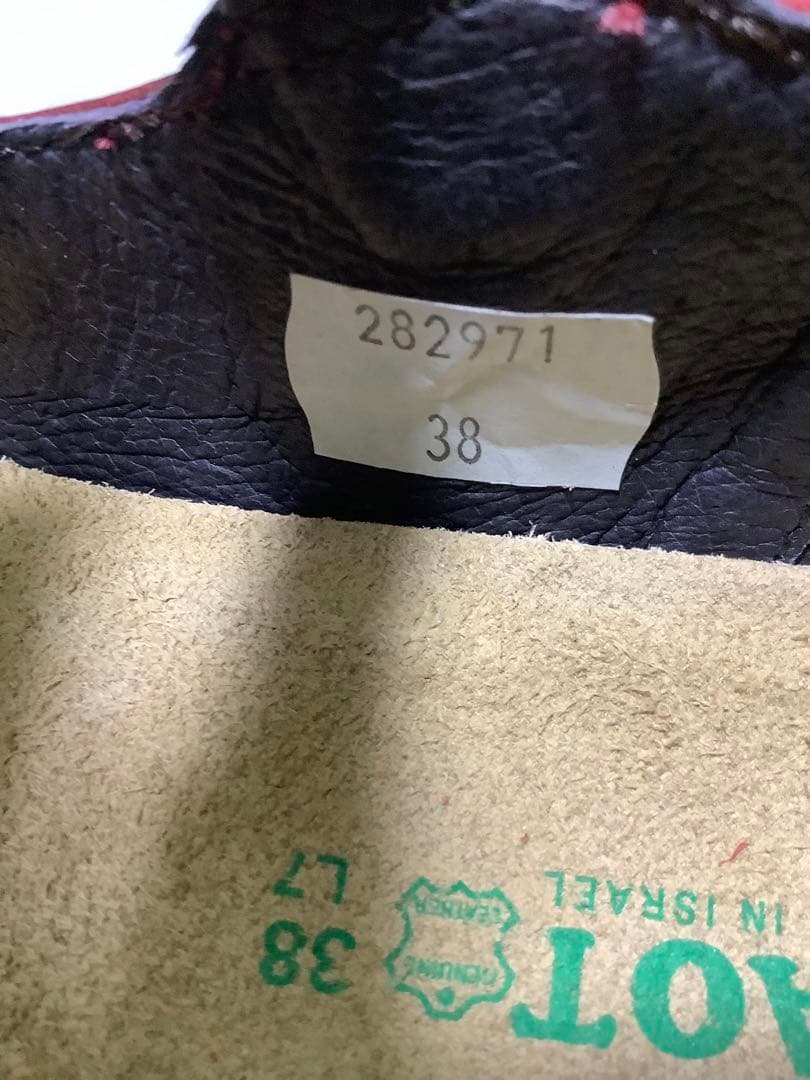 282971
38
AOT
IN ISRAEL
GENUINE
LEATHER
38
L7